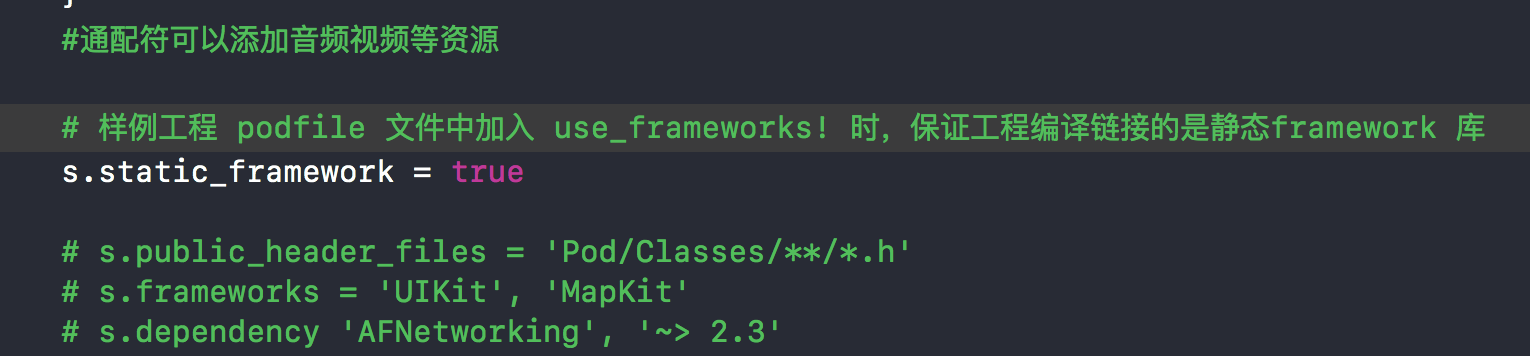 #通配符可以添加音频视频等资源
# 样例工程 podfile 文件中加入 use_frameworks! 时，保证工程编译链接的是静态framework 库
s.static_framework = true
# s.public_header_files = 'Pod/Classes/**/*.h'
# s.frameworks = 'UIKit', 'MapKit'
# s.dependency 'AFNetworking', '~> 2.3'